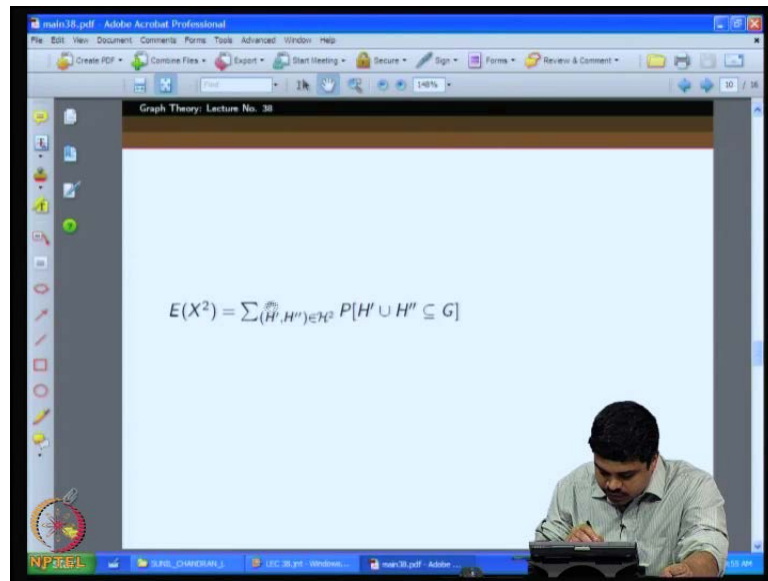 main38.pdf - Adobe Acrobat Professional
File Edit View Document Comments Forms Tools Advanced Window Help
Create PDF Combine Files Export Start Meeting Secure Sign Forms Review & Comment
Find 148% 10 / 16
Graph Theory: Lecture No. 38
E(X²) = ∑_{(H′,H″)∈ℋ²} P[H′ ∪ H″ ⊆ G]
NPTEL SUNIL_CHANDRAN_L LEC 38.jnt - Windows... main38.pdf - Adobe ...